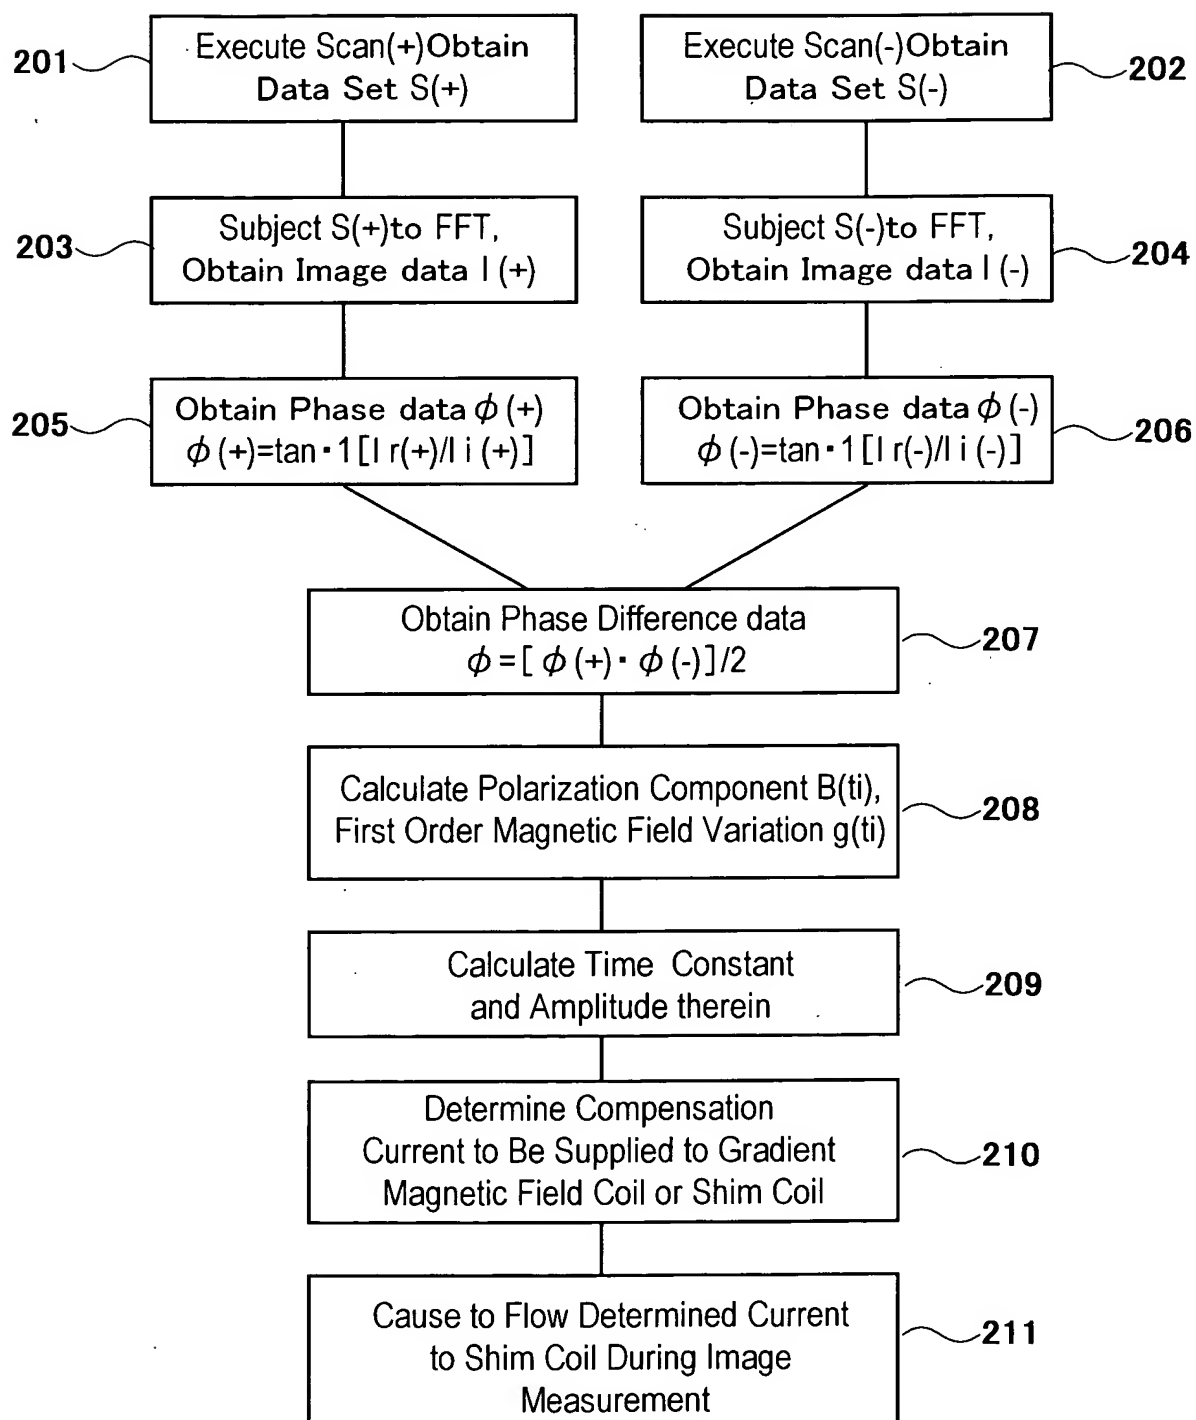 201
Execute Scan(+)Obtain
Data Set S(+)
Execute Scan(-)Obtain
Data Set S(-)
202
203
Subject S(+)to FFT,
Obtain Image data I(+)
Subject S(-)to FFT,
Obtain Image data I(-)
204
205
Obtain Phase data ϕ(+)
ϕ(+)=tan・1[I r(+)/I i(+)]
Obtain Phase data ϕ(-)
ϕ(-)=tan・1[I r(-)/I i(-)]
206
Obtain Phase Difference data
ϕ=[ϕ(+)・ϕ(-)]/2
207
Calculate Polarization Component B(ti),
First Order Magnetic Field Variation g(ti)
208
Calculate Time Constant
and Amplitude therein
209
Determine Compensation
Current to Be Supplied to Gradient
Magnetic Field Coil or Shim Coil
210
Cause to Flow Determined Current
to Shim Coil During Image
Measurement
211